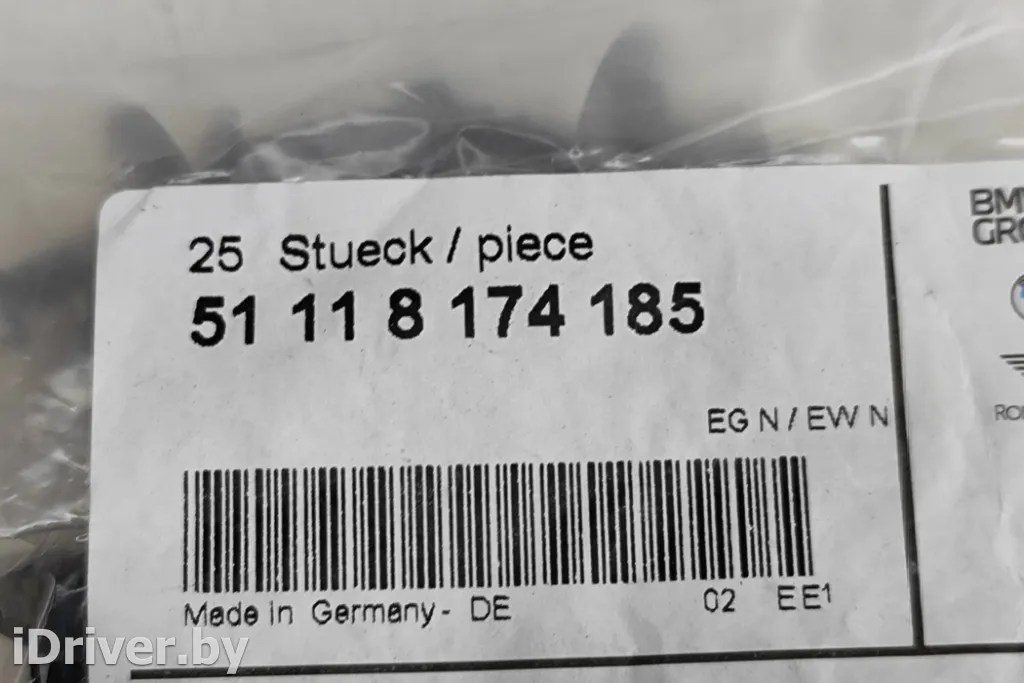 25 Stueck / piece
51 11 8 174 185
EG N / EW N
Made in Germany - DE
02 EE1
iDriver.by